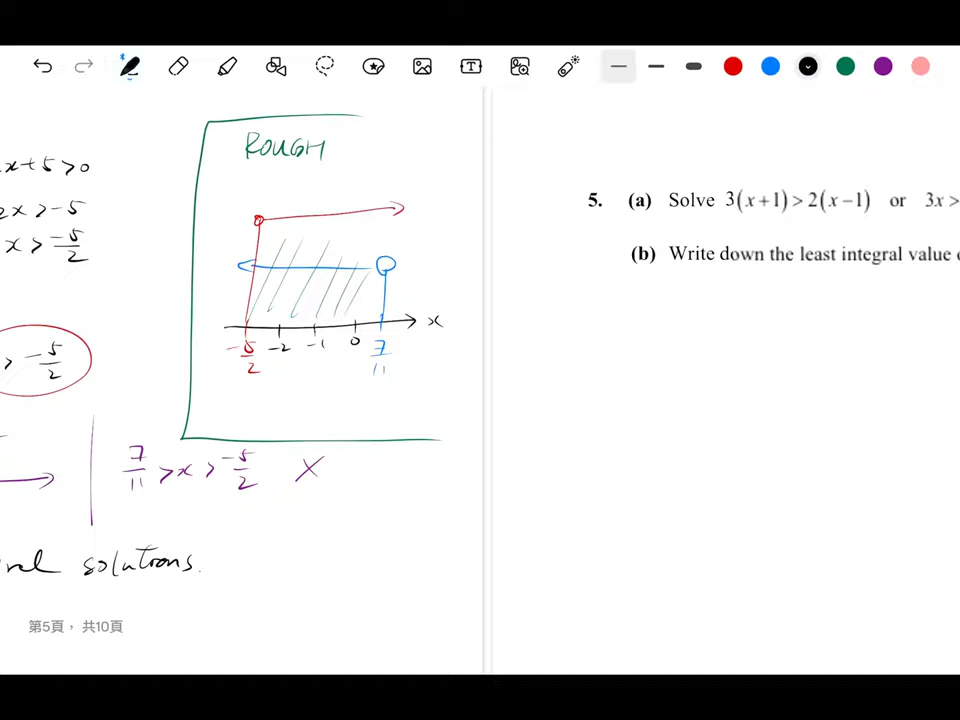 x+5>0
2x>-5
x > -5/2
> -5/2
ROUGH
x
-5/2 -2 -1 0 7/11
7/11 >x> -5/2 X
solutions.
第5頁， 共10頁
5. (a) Solve 3(x+1)>2(x−1) or 3x>
(b) Write down the least integral value